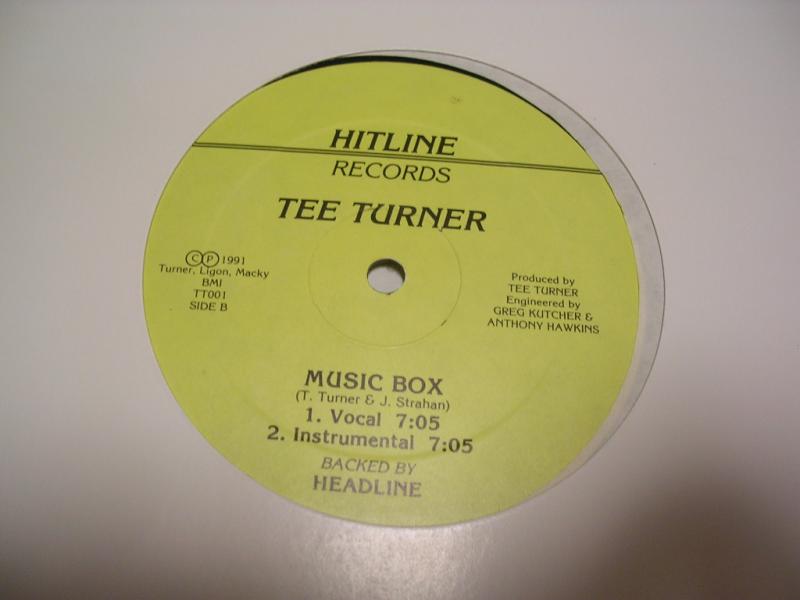 HITLINE
RECORDS
TEE TURNER
Ⓒ Ⓟ 1991
Turner, Ligon, Macky
BMI
TT001
SIDE B
Produced by
TEE TURNER
Engineered by
GREG KUTCHER &
ANTHONY HAWKINS
MUSIC BOX
(T. Turner & J. Strahan)
1. Vocal 7:05
2. Instrumental 7:05
BACKED BY
HEADLINE